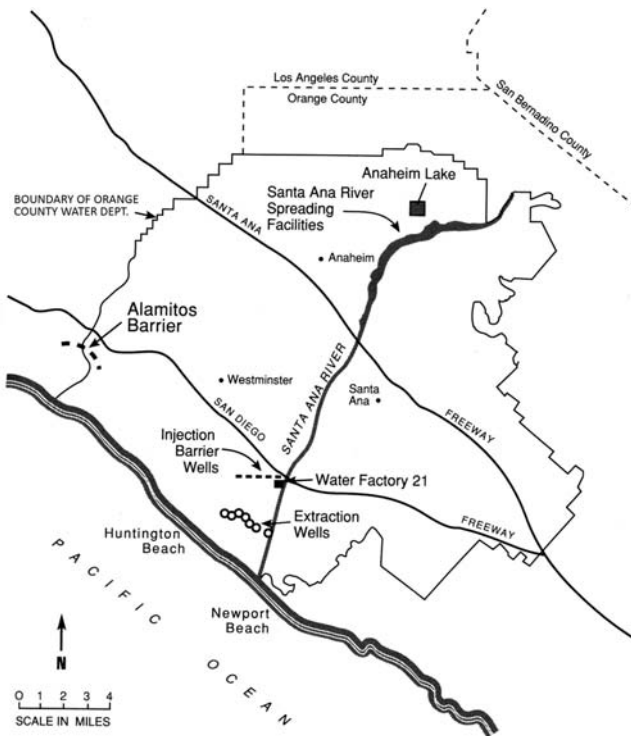 Los Angeles County
Orange County
San Bernadino County
Anaheim Lake
Santa Ana River
Spreading
Facilities
BOUNDARY OF ORANGE
COUNTY WATER DEPT.
SANTA ANA
Anaheim
Alamitos
Barrier
SANTA ANA RIVER
Westminster
Santa
Ana
SAN DIEGO
FREEWAY
Injection
Barrier
Wells
Water Factory 21
Extraction
Wells
FREEWAY
Huntington
Beach
Newport
Beach
PACIFIC OCEAN
N
0 1 2 3 4
SCALE IN MILES